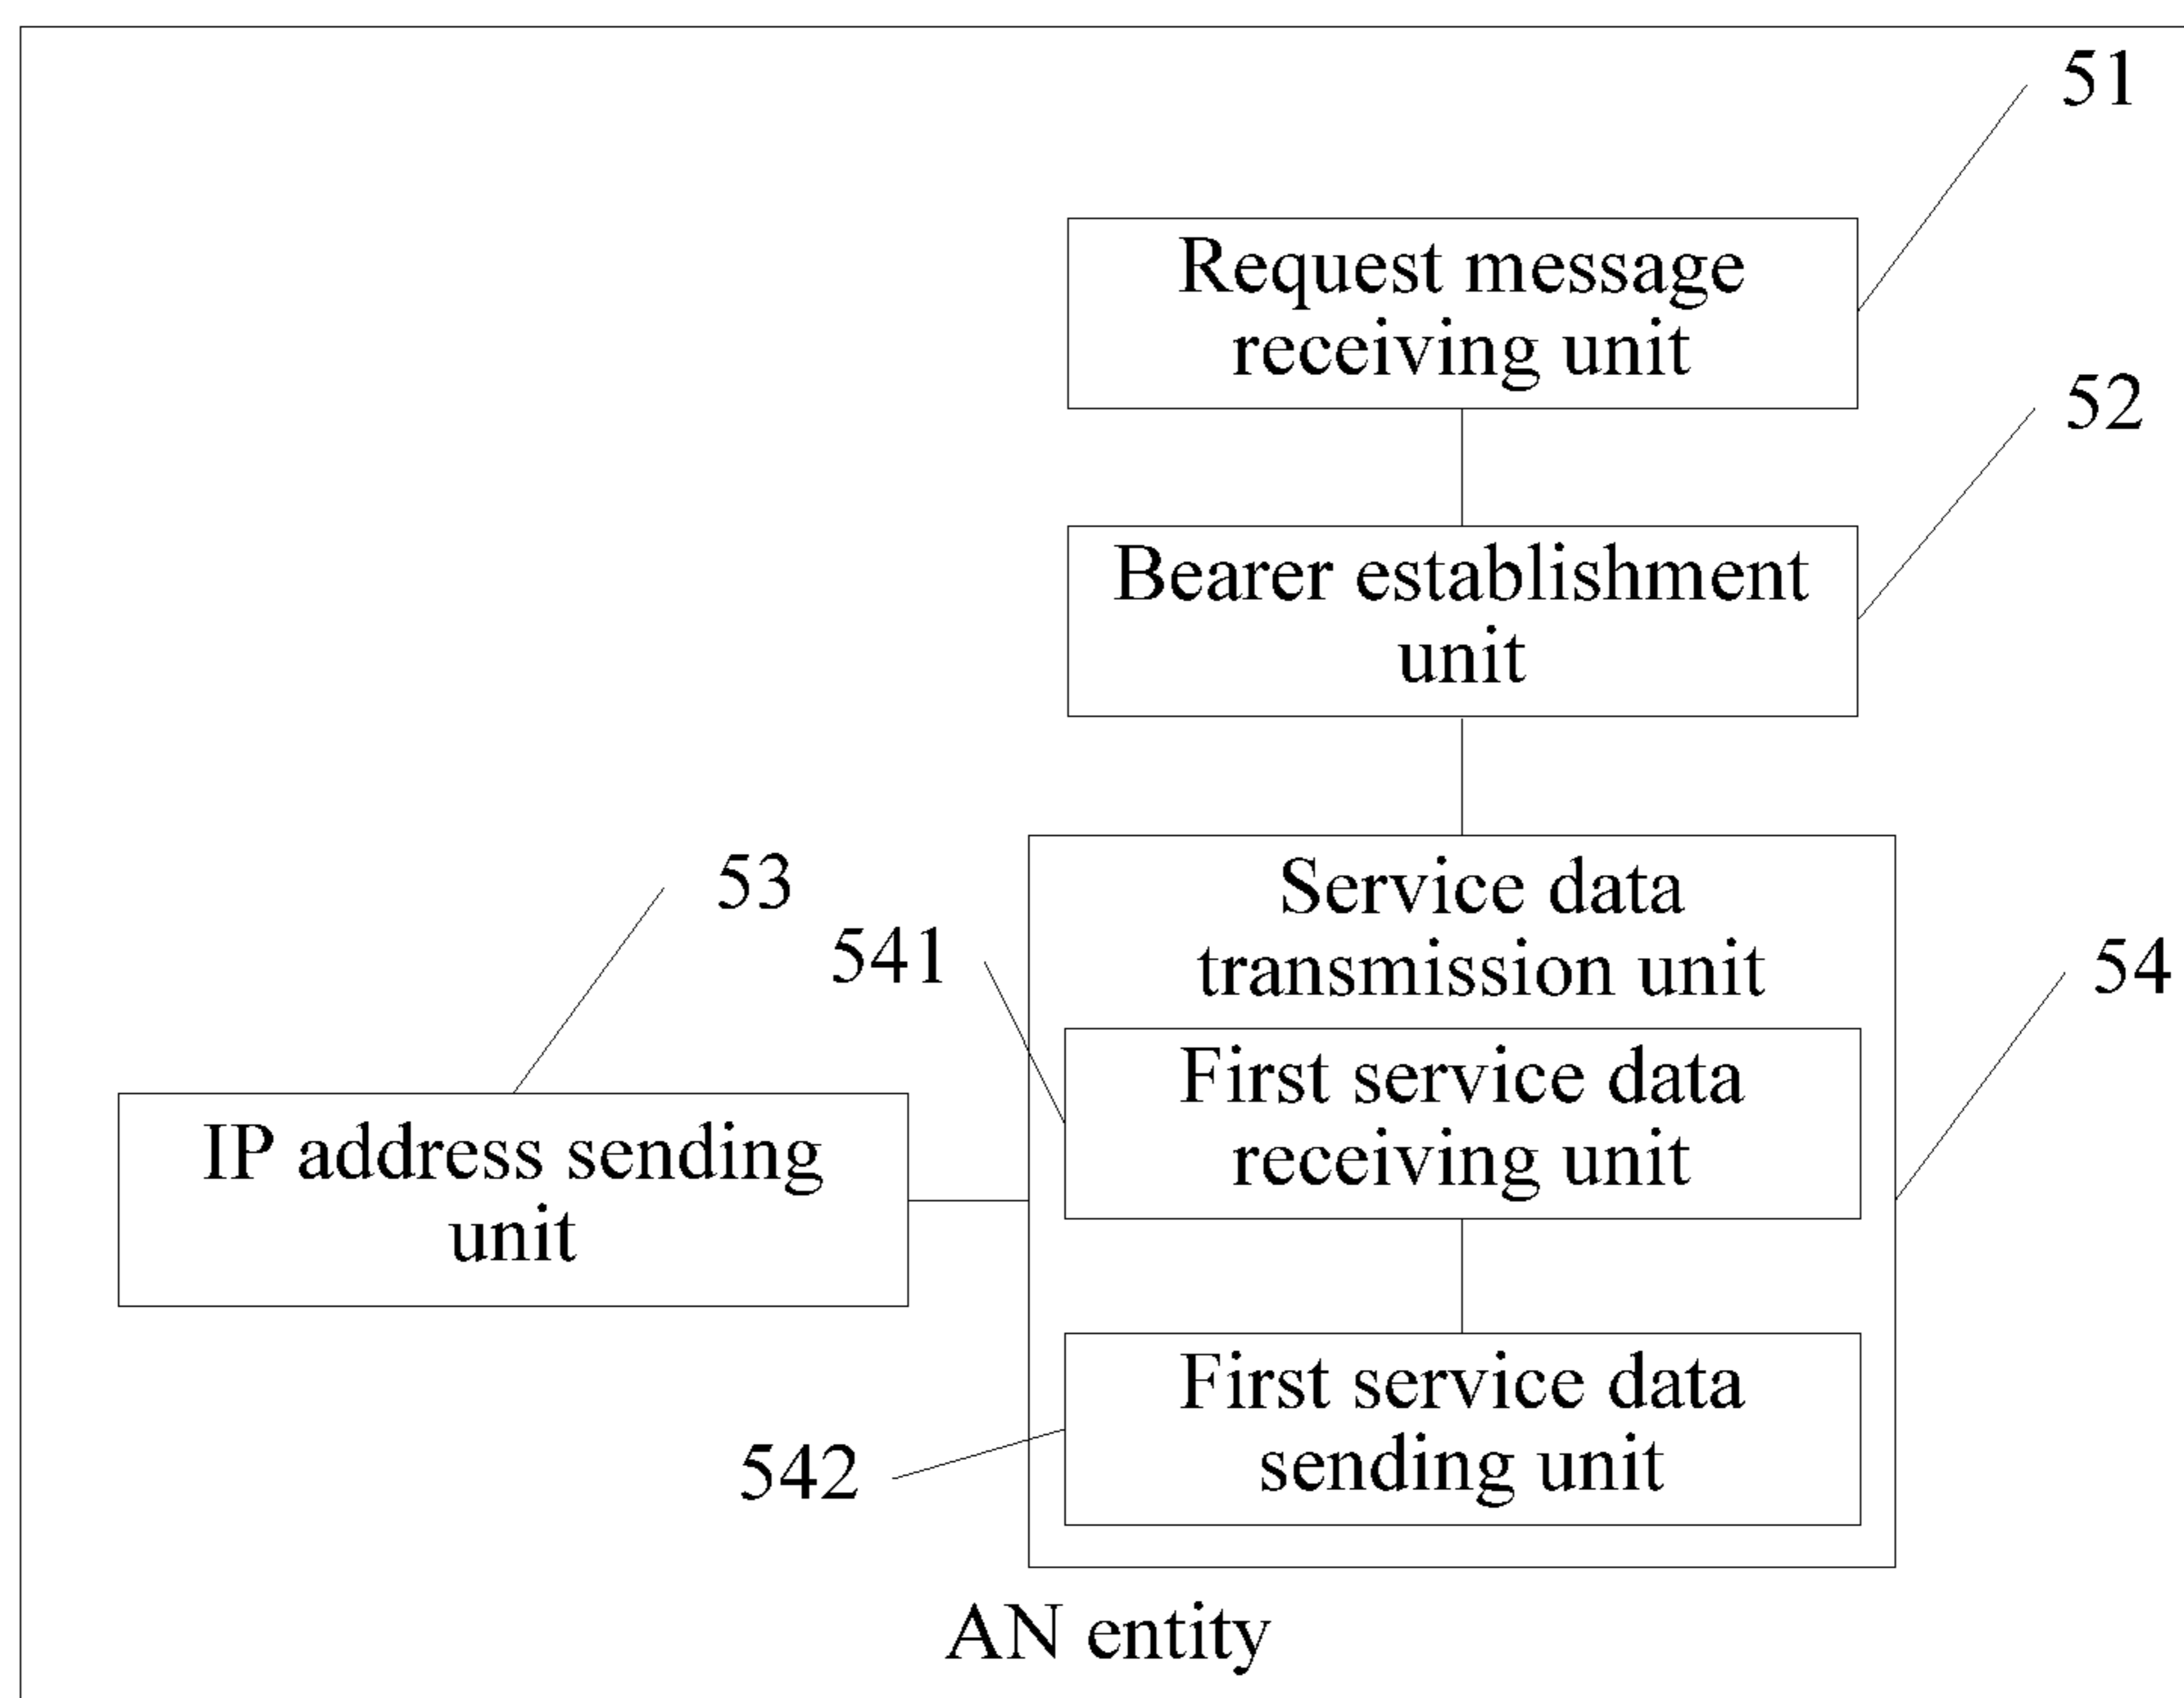 51
Request message
receiving unit
52
Bearer establishment
unit
53
541
Service data
transmission unit
54
First service data
receiving unit
IP address sending
unit
First service data
sending unit
542
AN entity